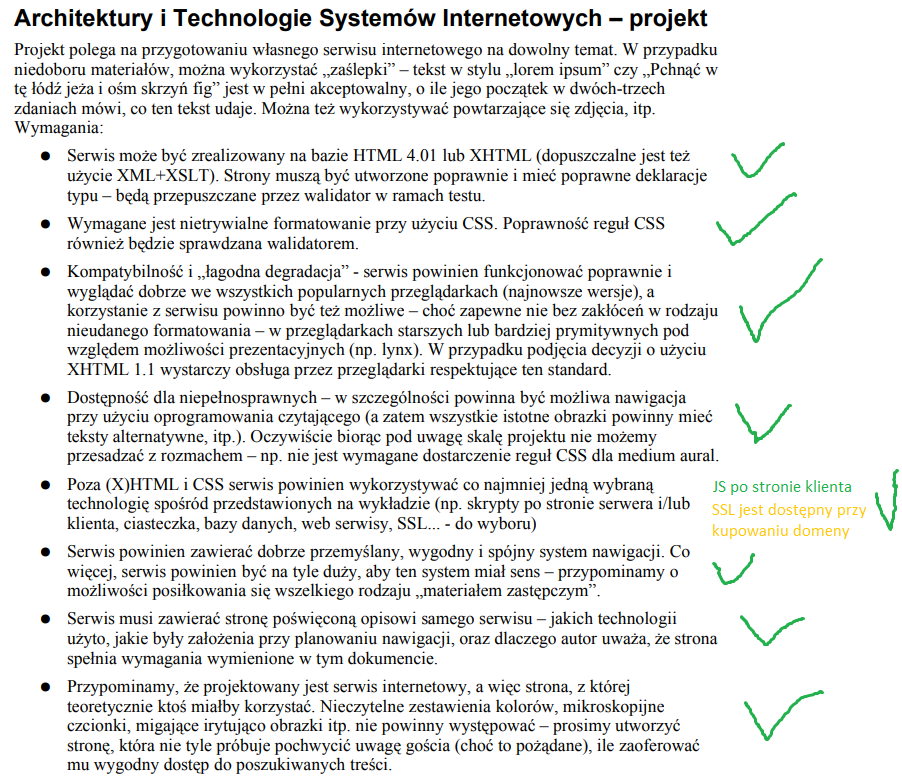 Architektury i Technologie Systemów Internetowych – projekt
Projekt polega na przygotowaniu własnego serwisu internetowego na dowolny temat. W przypadku
niedoboru materiałów, można wykorzystać „zaślepki” – tekst w stylu „lorem ipsum” czy „Pchnąć w
tę łódź jeża i ośm skrzyń fig” jest w pełni akceptowalny, o ile jego początek w dwóch-trzech
zdaniach mówi, co ten tekst udaje. Można też wykorzystywać powtarzające się zdjęcia, itp.
Wymagania:
● Serwis może być zrealizowany na bazie HTML 4.01 lub XHTML (dopuszczalne jest też
użycie XML+XSLT). Strony muszą być utworzone poprawnie i mieć poprawne deklaracje
typu – będą przepuszczane przez walidator w ramach testu.
● Wymagane jest nietrywialne formatowanie przy użyciu CSS. Poprawność reguł CSS
również będzie sprawdzana walidatorem.
● Kompatybilność i „łagodna degradacja” - serwis powinien funkcjonować poprawnie i
wyglądać dobrze we wszystkich popularnych przeglądarkach (najnowsze wersje), a
korzystanie z serwisu powinno być też możliwe – choć zapewne nie bez zakłóceń w rodzaju
nieudanego formatowania – w przeglądarkach starszych lub bardziej prymitywnych pod
względem możliwości prezentacyjnych (np. lynx). W przypadku podjęcia decyzji o użyciu
XHTML 1.1 wystarczy obsługa przez przeglądarki respektujące ten standard.
● Dostępność dla niepełnosprawnych – w szczególności powinna być możliwa nawigacja
przy użyciu oprogramowania czytającego (a zatem wszystkie istotne obrazki powinny mieć
teksty alternatywne, itp.). Oczywiście biorąc pod uwagę skalę projektu nie możemy
przesadzać z rozmachem – np. nie jest wymagane dostarczenie reguł CSS dla medium aural.
● Poza (X)HTML i CSS serwis powinien wykorzystywać co najmniej jedną wybraną
technologię spośród przedstawionych na wykładzie (np. skrypty po stronie serwera i/lub
klienta, ciasteczka, bazy danych, web serwisy, SSL... - do wyboru)
JS po stronie klienta
SSL jest dostępny przy
kupowaniu domeny
● Serwis powinien zawierać dobrze przemyślany, wygodny i spójny system nawigacji. Co
więcej, serwis powinien być na tyle duży, aby ten system miał sens – przypominamy o
możliwości posiłkowania się wszelkiego rodzaju „materiałem zastępczym”.
● Serwis musi zawierać stronę poświęconą opisowi samego serwisu – jakich technologii
użyto, jakie były założenia przy planowaniu nawigacji, oraz dlaczego autor uważa, że strona
spełnia wymagania wymienione w tym dokumencie.
● Przypominamy, że projektowany jest serwis internetowy, a więc strona, z której
teoretycznie ktoś miałby korzystać. Nieczytelne zestawienia kolorów, mikroskopijne
czcionki, migające irytująco obrazki itp. nie powinny występować – prosimy utworzyć
stronę, która nie tyle próbuje pochwycić uwagę gościa (choć to pożądane), ile zaoferować
mu wygodny dostęp do poszukiwanych treści.